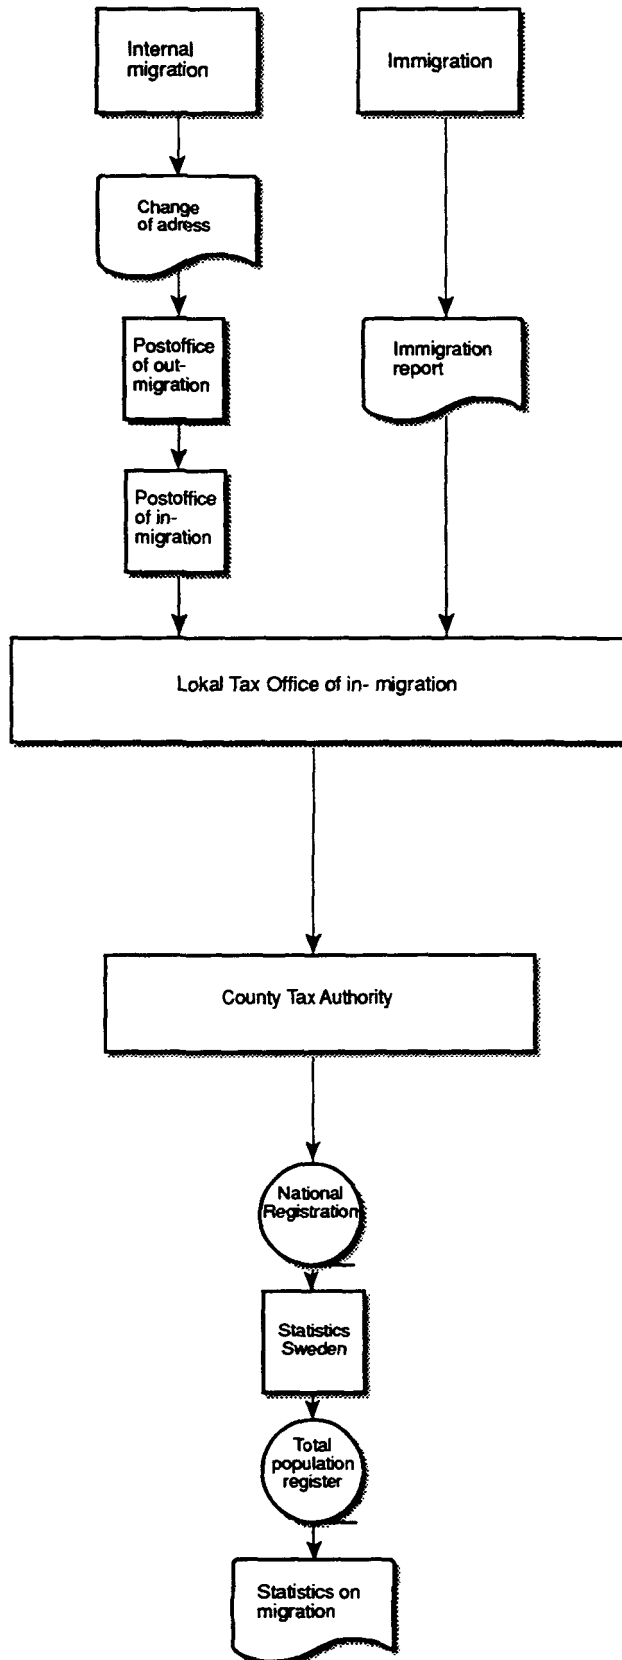 Internal
migration
Immigration
Change
of adress
Postoffice
of out-
migration
Immigration
report
Postoffice
of in-
migration
Lokal Tax Office of in- migration
County Tax Authority
National
Registration
Statistics
Sweden
Total
population
register
Statistics on
migration